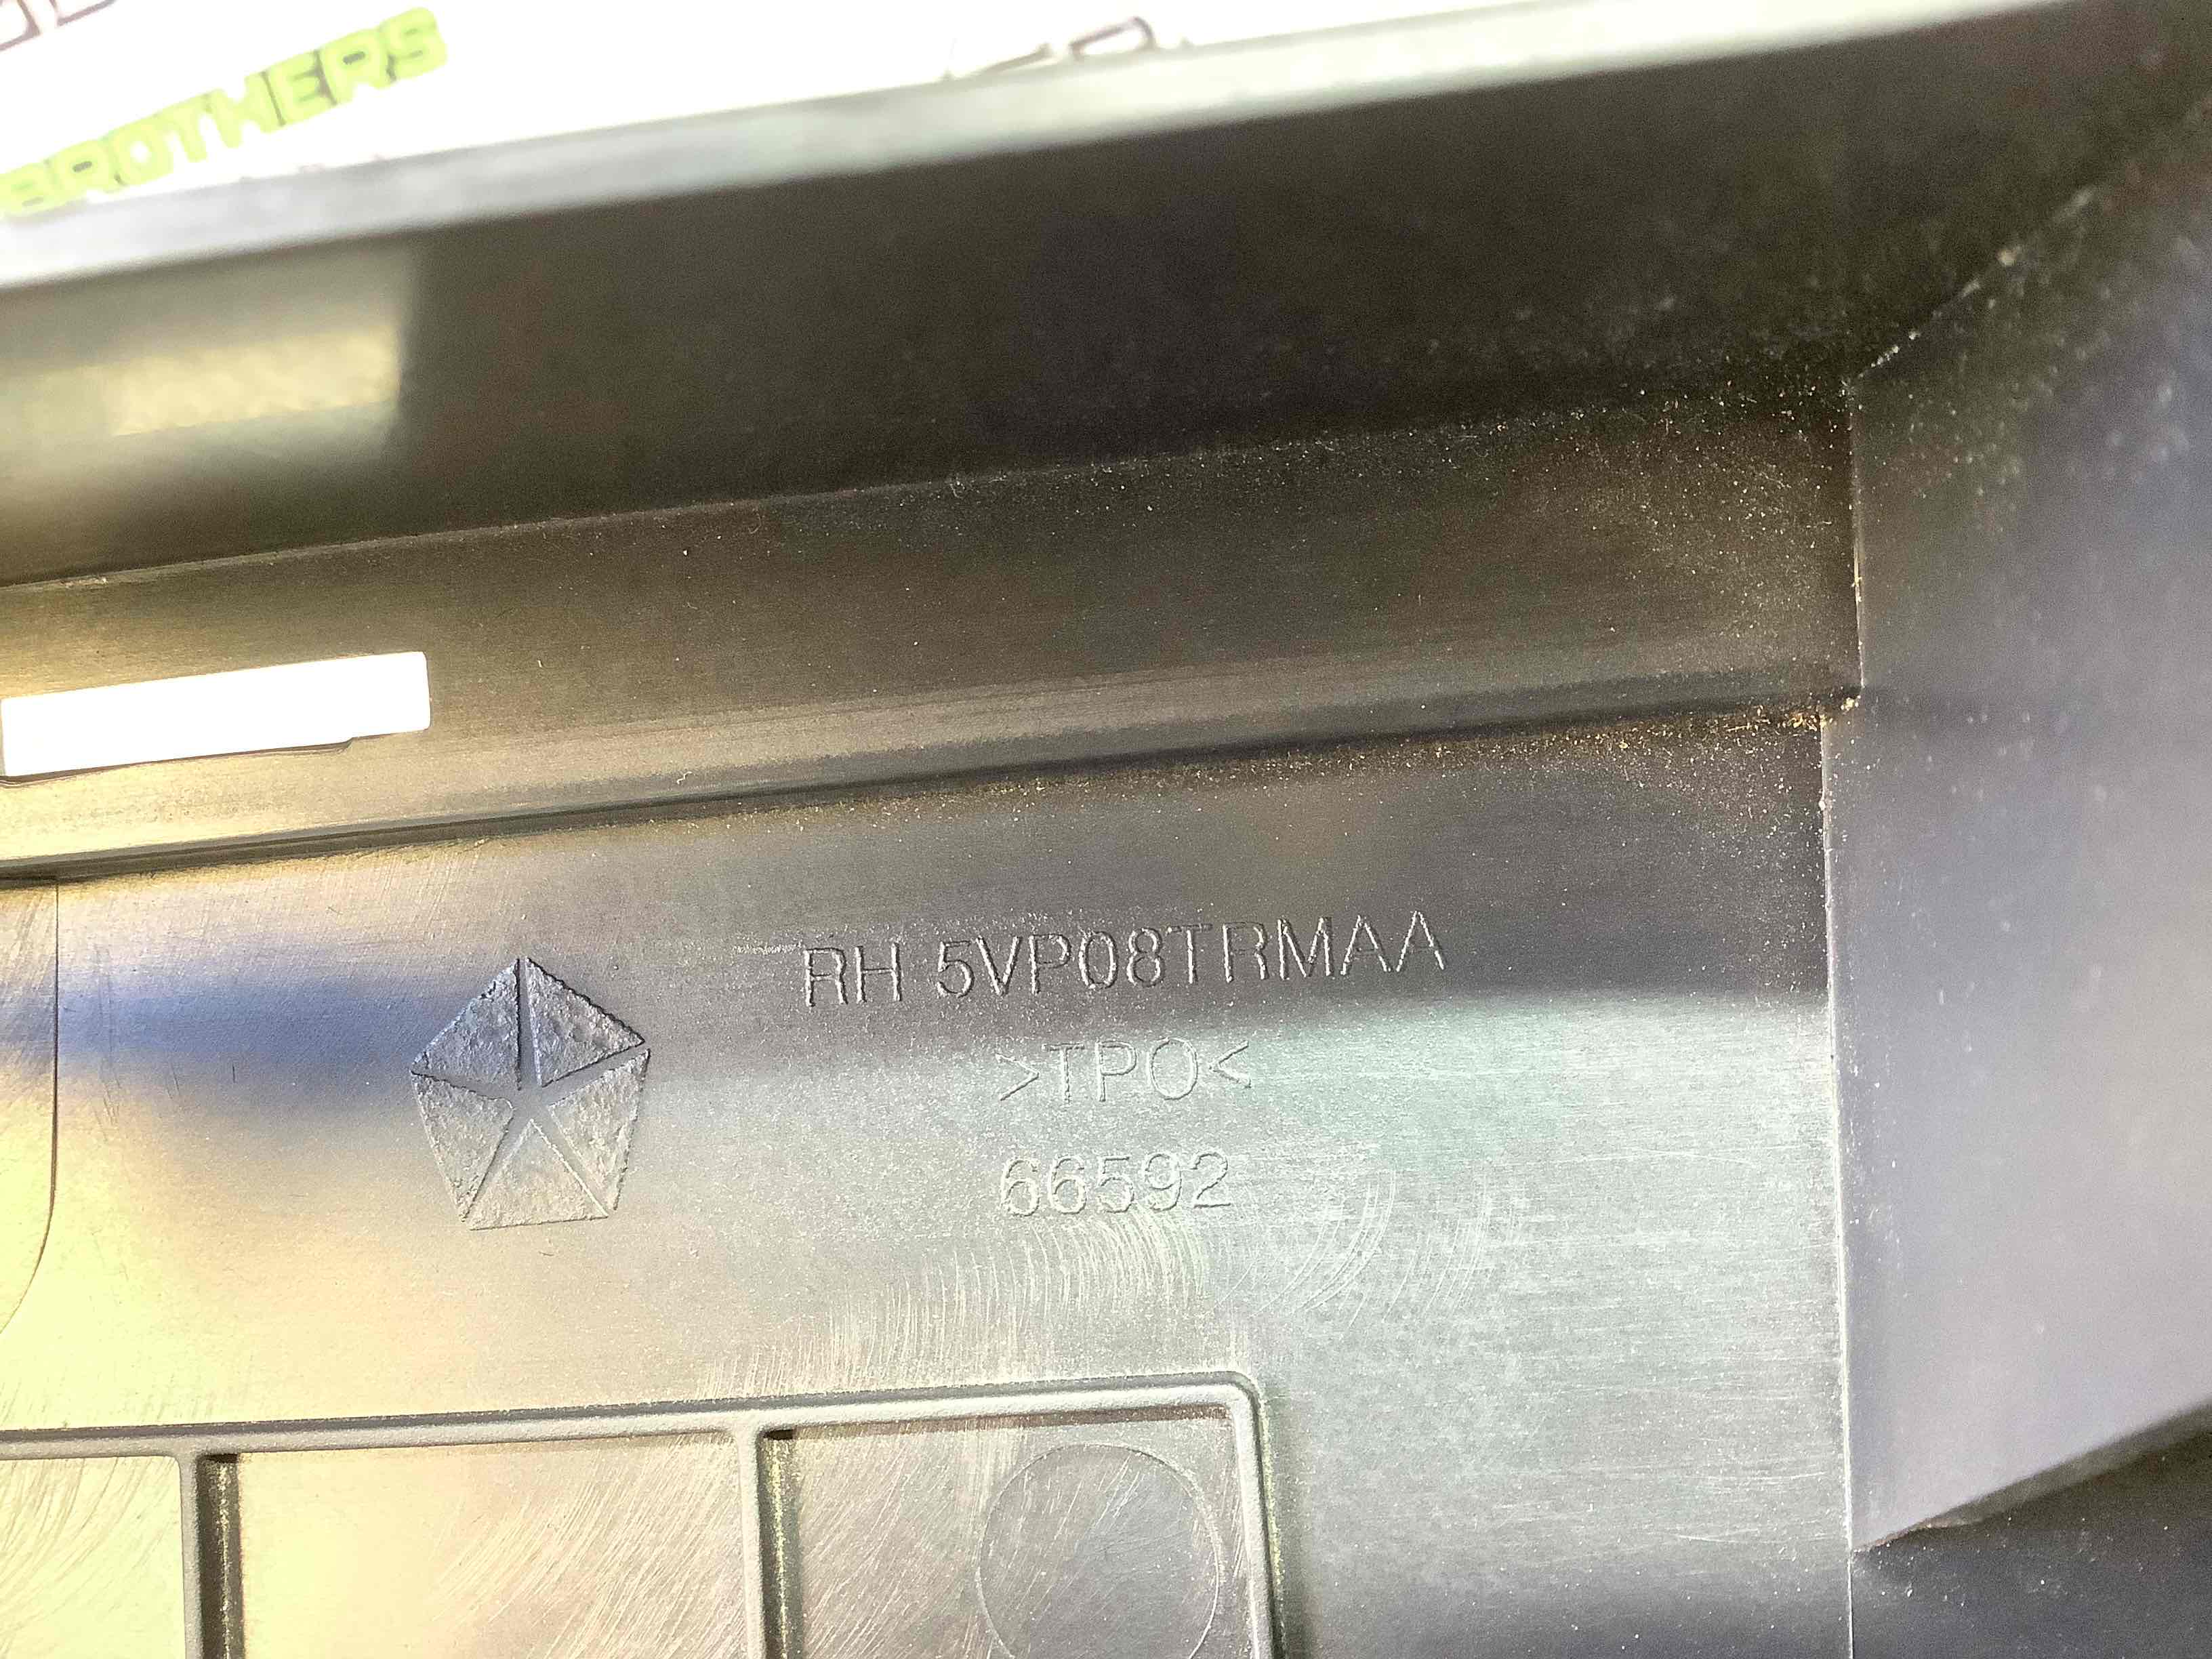 BROTHERS
RH 5VP08TRMAA
>TPO<
66592